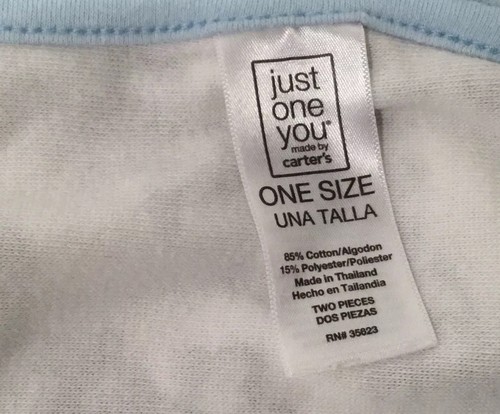 just
one
you®
made by
carter's
ONE SIZE
UNA TALLA
85% Cotton/Algodon
15% Polyester/Poliester
Made in Thailand
Hecho en Tailandia
TWO PIECES
DOS PIEZAS
RN# 35623